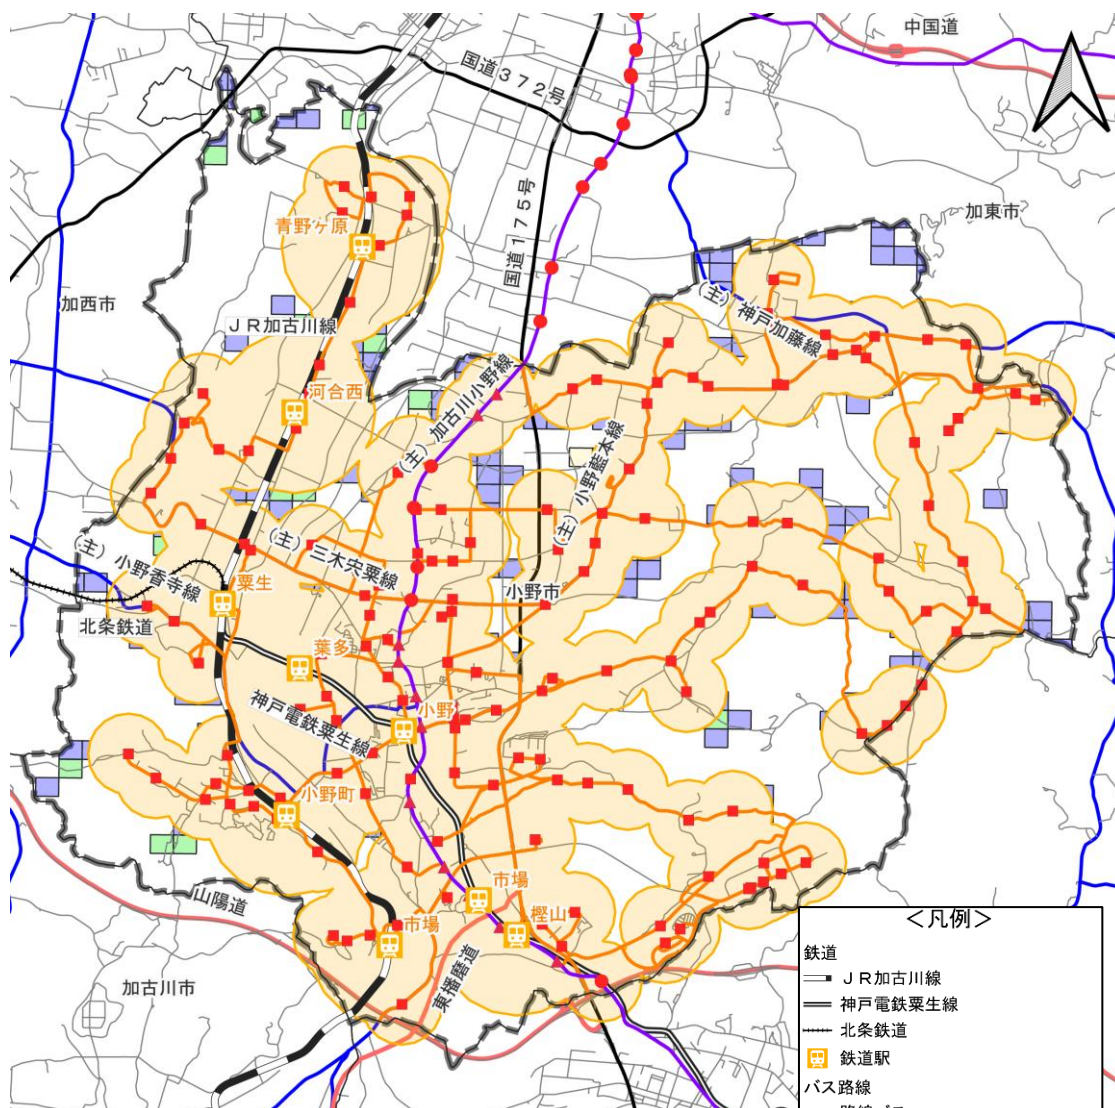 中国道
国道３７２号
加東市
国道１７５号
青野ヶ原
加西市
（主）神戸加藤線
ＪＲ加古川線
河合西
（主）加古川小野線
（主）小野藍本線
（主）三木宍粟線
（主）小野香寺線
粟生
小野市
北条鉄道
葉多
神戸電鉄粟生線
小野
小野町
山陽道
市場
市場
樫山
東播磨道
加古川市
＜凡例＞
鉄道
ＪＲ加古川線
神戸電鉄粟生線
北条鉄道
鉄道駅
バス路線